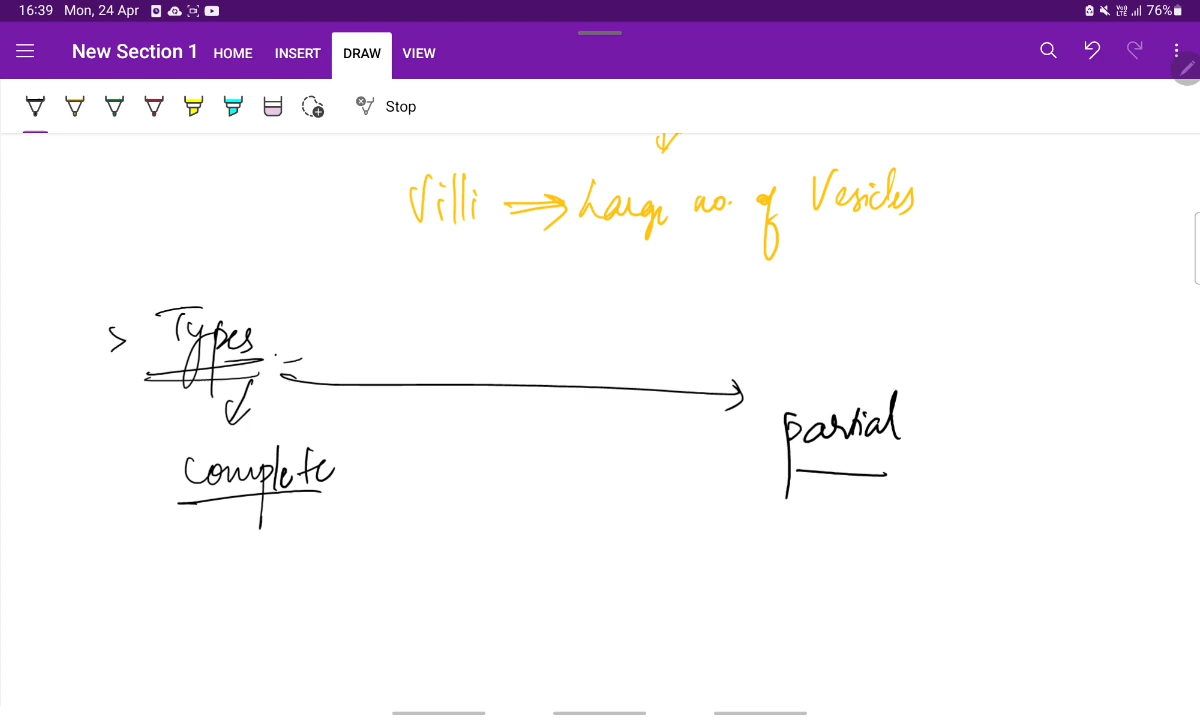 16:39 Mon, 24 Apr 76%
New Section 1 HOME INSERT DRAW VIEW
Stop
Villi ⇒ Large no. of Vesicles
> Types :-
partial
Complete